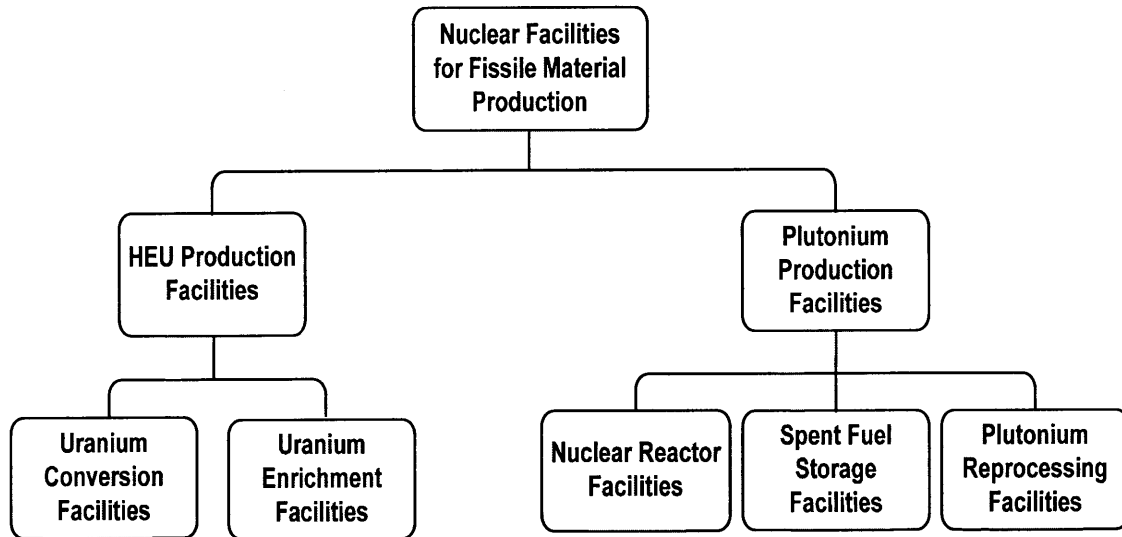 Nuclear Facilities
for Fissile Material
Production
HEU Production
Facilities
Plutonium
Production
Facilities
Uranium
Conversion
Facilities
Uranium
Enrichment
Facilities
Nuclear Reactor
Facilities
Spent Fuel
Storage
Facilities
Plutonium
Reprocessing
Facilities